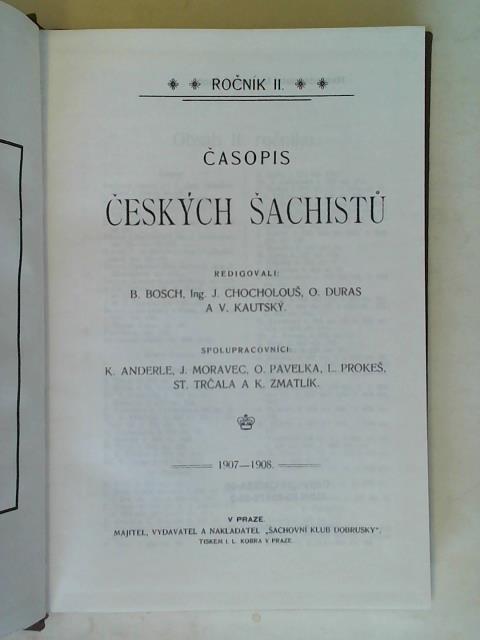 ROČNÍK II.
ČASOPIS
ČESKÝCH ŠACHISTŮ
REDIGOVALI:
B. BOSCH, Ing. J. CHOCHOLOUŠ, O. DURAS
A V. KAUTSKÝ.
SPOLUPRACOVNÍCI:
K. ANDERLE, J. MORAVEC, O. PAVELKA, L. PROKEŠ,
ST. TRČALA A K. ZMATLÍK.
1907—1908.
V PRAZE.
MAJITEL, VYDAVATEL A NAKLADATEL „ŠACHOVNÍ KLUB DOBRUSKÝ“.
TISKEM I. L. KOBRA V PRAZE.